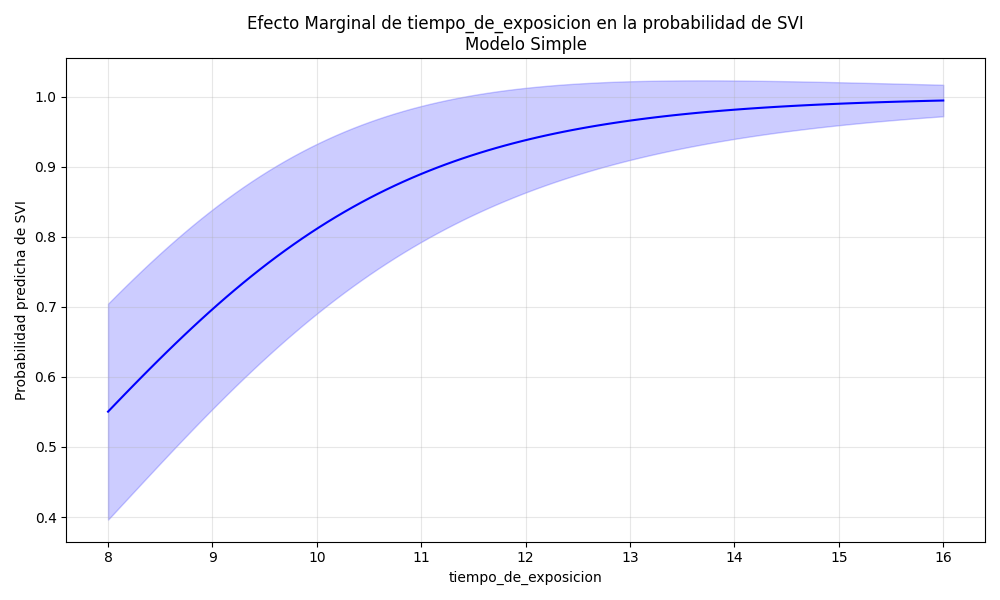 Efecto Marginal de tiempo_de_exposicion en la probabilidad de SVI
Modelo Simple
Probabilidad predicha de SVI
1.0
0.9
0.8
0.7
0.6
0.5
0.4
8 9 10 11 12 13 14 15 16
tiempo_de_exposicion